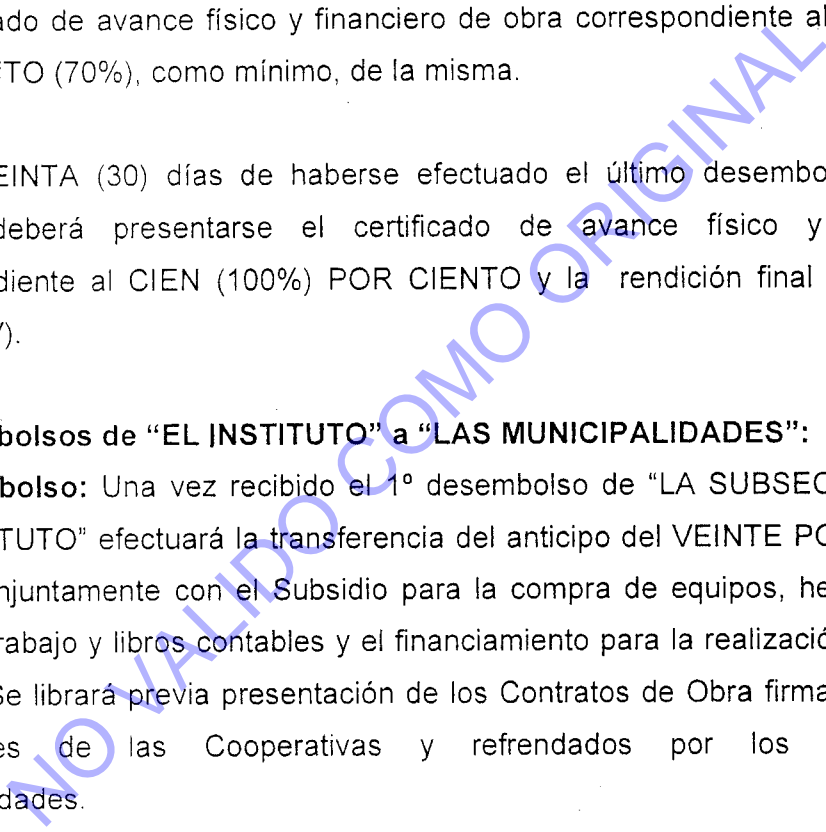 ado de avance físico y financiero de obra correspondiente al
TO (70%), como mínimo, de la misma.
EINTA (30) días de haberse efectuado el último desembo
deberá presentarse el certificado de avance físico y
diente al CIEN (100%) POR CIENTO y la rendición final
).
bolsos de “EL INSTITUTO” a “LAS MUNICIPALIDADES”:
bolso: Una vez recibido el 1º desembolso de “LA SUBSEC
TUTO” efectuará la transferencia del anticipo del VEINTE PO
njuntamente con el Subsidio para la compra de equipos, he
rabajo y libros contables y el financiamiento para la realizació
Se librará previa presentación de los Contratos de Obra firma
es de las Cooperativas y refrendados por los
dades.
NO VALIDO COMO ORIGINAL